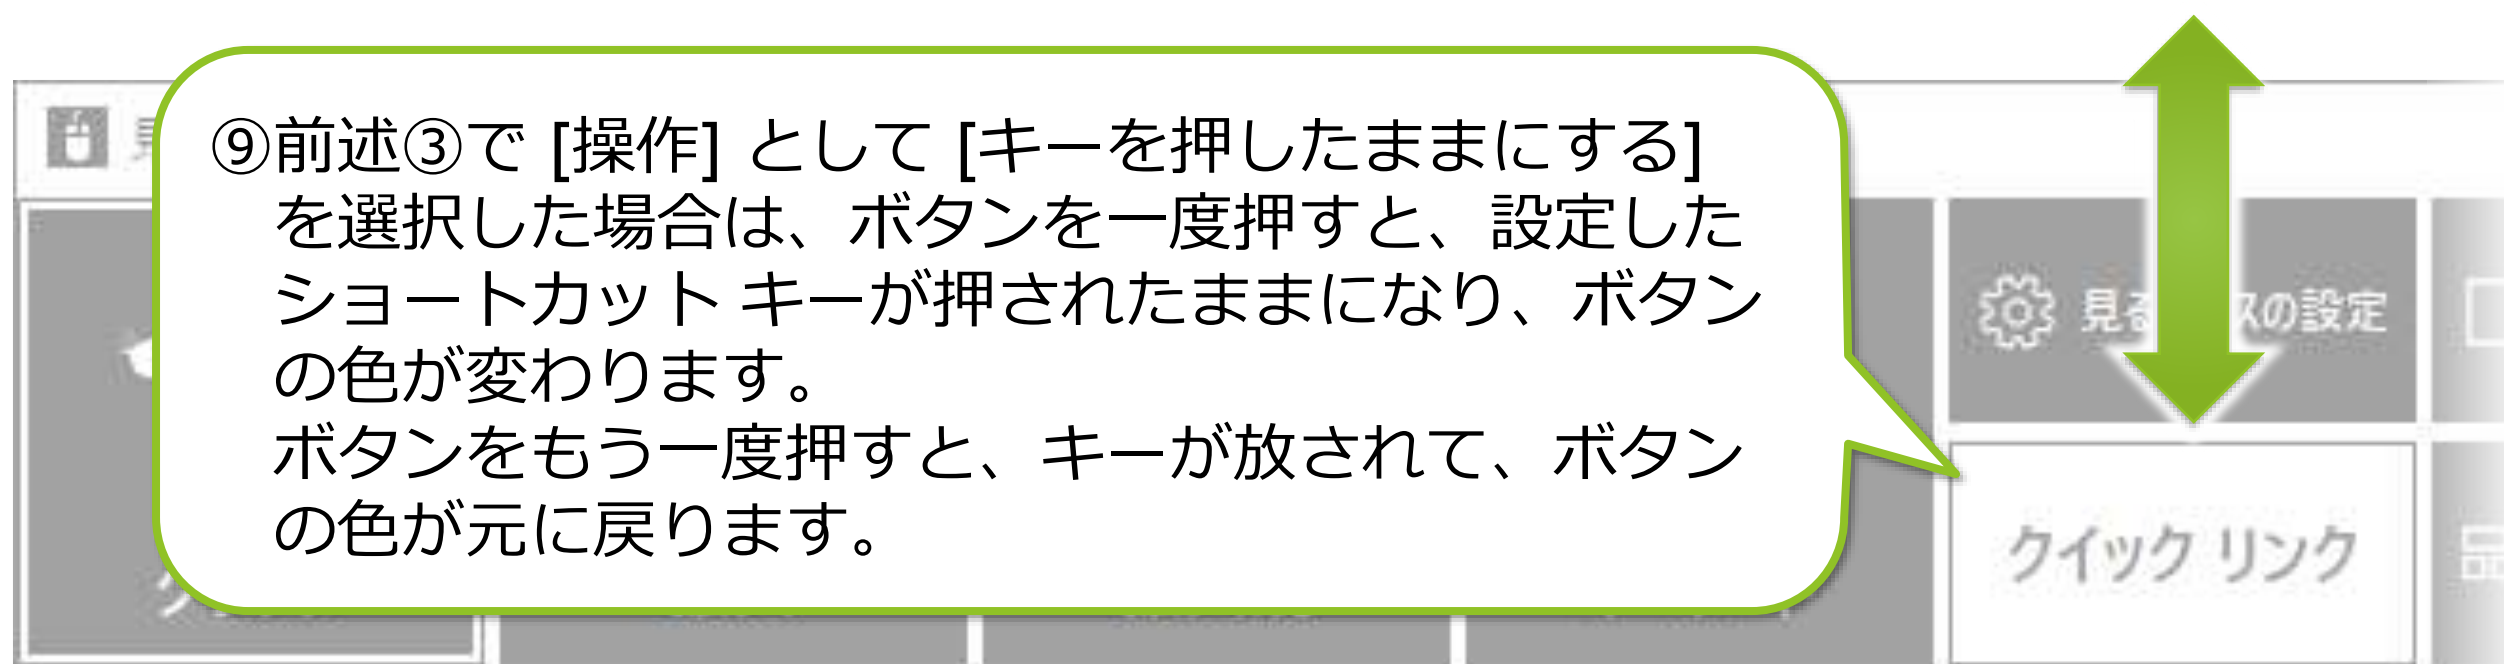 ⑨前述③で [操作] として [キーを押したままにする]
を選択した場合は、ボタンを一度押すと、設定した
ショートカット キーが押されたままになり、ボタン
の色が変わります。
ボタンをもう一度押すと、キーが放されて、ボタン
の色が元に戻ります。
の設定
クイック リンク